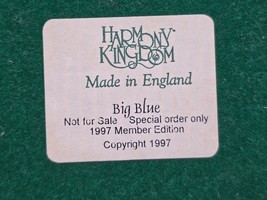 HARMONY
KINGDOM
Made in England
Big Blue
Not for Sale Special order only
1997 Member Edition
Copyright 1997